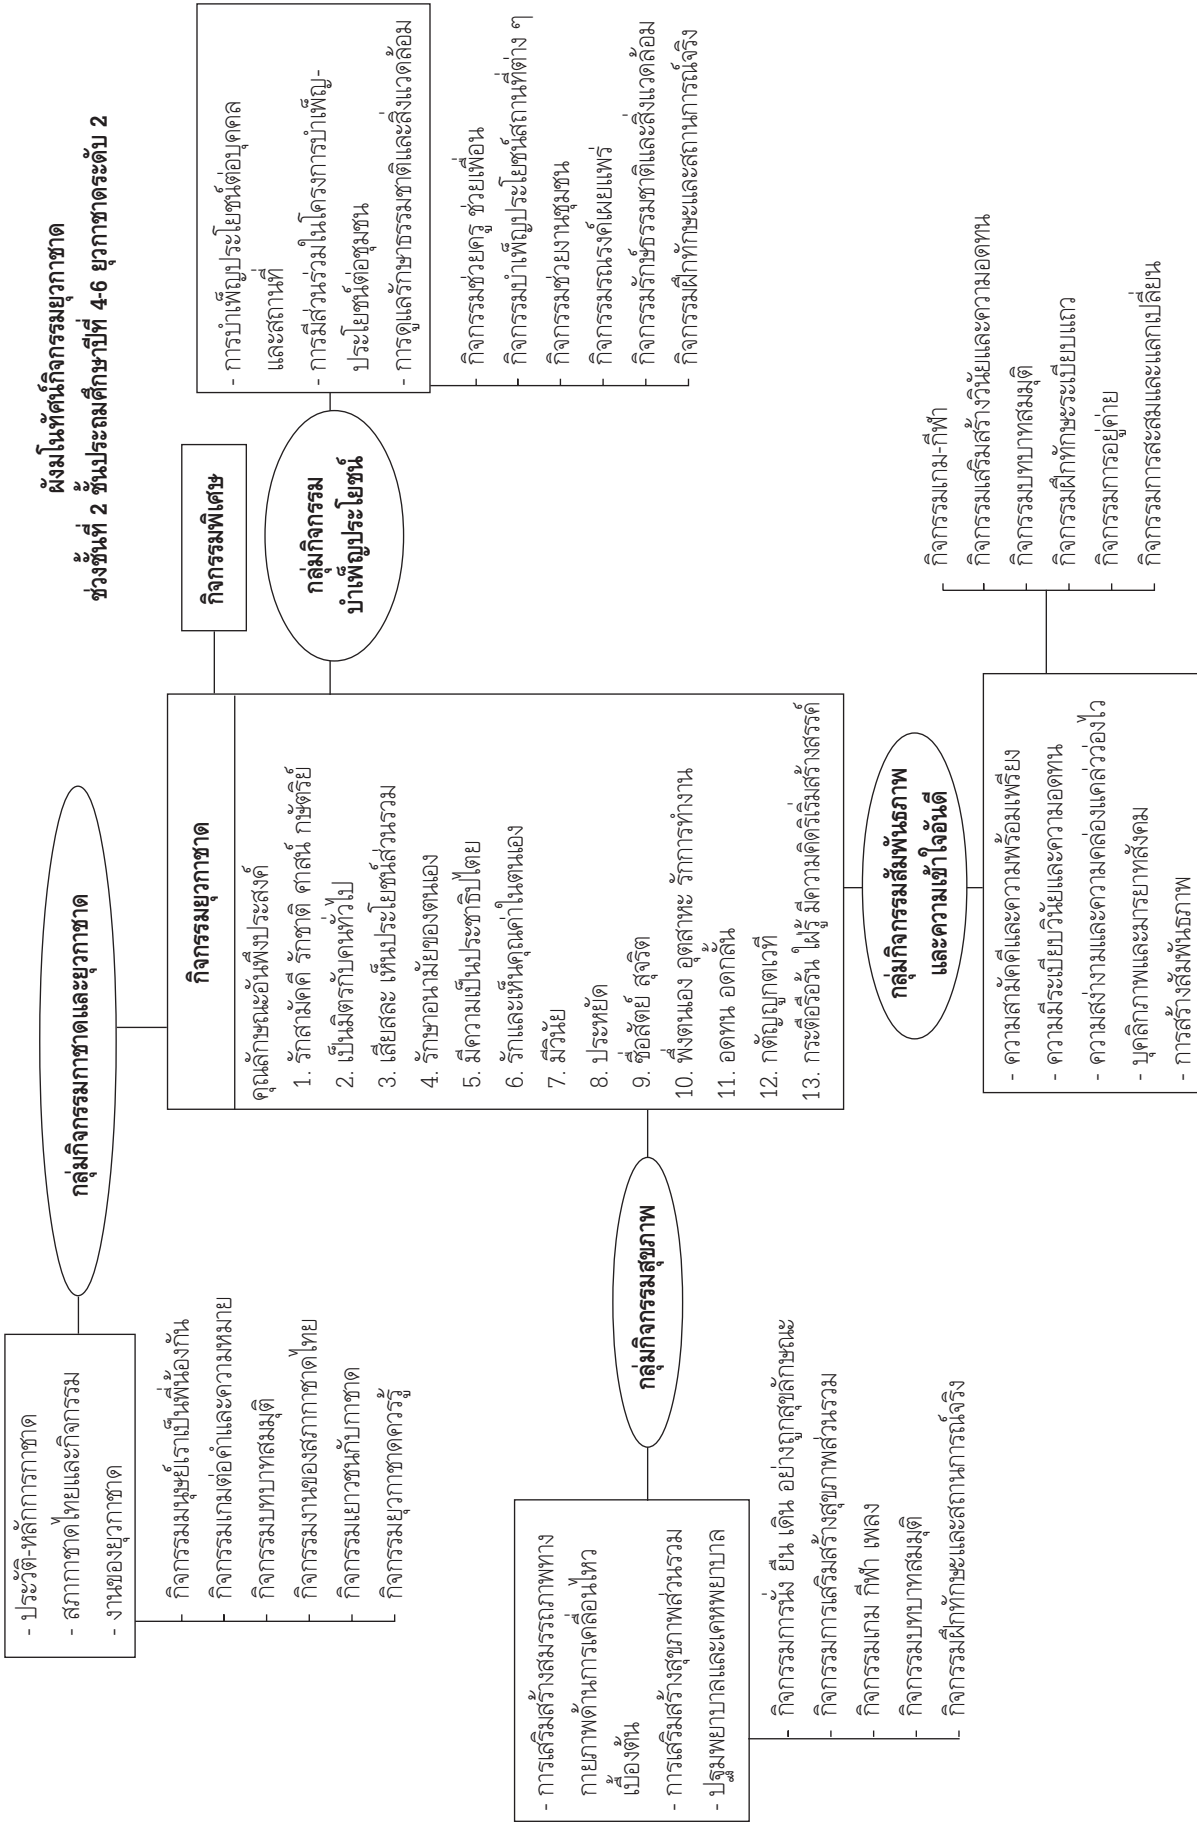 ผังมโนทัศน์กิจกรรมยุวกาชาด
ช่วงชั้นที่ 2 ชั้นประถมศึกษาปีที่ 4-6 ยุวกาชาดระดับ 2
กลุ่มกิจกรรมกาชาดและยุวกาชาด
- ประวัติ-หลักการกาชาด
- สภากาชาดไทยและกิจกรรม
- งานของยุวกาชาด
กิจกรรมมนุษย์เราเป็นพี่น้องกัน
กิจกรรมเกมต่อคำและความหมาย
กิจกรรมบทบาทสมมุติ
กิจกรรมงานของสภากาชาดไทย
กิจกรรมเยาวชนกับกาชาด
กิจกรรมยุวกาชาดควรรู้
กิจกรรมยุวกาชาด
คุณลักษณะอันพึงประสงค์
1. รักสามัคคี รักชาติ ศาสน์ กษัตริย์
2. เป็นมิตรกับคนทั่วไป
3. เสียสละ เห็นประโยชน์ส่วนรวม
4. รักษาอนามัยของตนเอง
5. มีความเป็นประชาธิปไตย
6. รักและเห็นคุณค่าในตนเอง
7. มีวินัย
8. ประหยัด
9. ซื่อสัตย์ สุจริต
10. พึ่งตนเอง อุตสาหะ รักการทำงาน
11. อดทน อดกลั้น
12. กตัญญูกตเวที
13. กระตือรือร้น ใฝ่รู้ มีความคิดริเริ่มสร้างสรรค์
กิจกรรมพิเศษ
กลุ่มกิจกรรม
บำเพ็ญประโยชน์
- การบำเพ็ญประโยชน์ต่อบุคคล
และสถานที่
- การมีส่วนร่วมในโครงการบำเพ็ญ-
ประโยชน์ต่อชุมชน
- การดูแลรักษาธรรมชาติและสิ่งแวดล้อม
กิจกรรมช่วยครู ช่วยเพื่อน
กิจกรรมบำเพ็ญประโยชน์สถานที่ต่าง ๆ
กิจกรรมช่วยงานชุมชน
กิจกรรมรณรงค์เผยแพร่
กิจกรรมรักษ์ธรรมชาติและสิ่งแวดล้อม
กิจกรรมฝึกทักษะและสถานการณ์จริง
กลุ่มกิจกรรมสุขภาพ
- การเสริมสร้างสมรรถภาพทาง
กายภาพด้านการเคลื่อนไหว
เบื้องต้น
- การเสริมสร้างสุขภาพส่วนรวม
- ปฐมพยาบาลและเคหพยาบาล
กิจกรรมการนั่ง ยืน เดิน อย่างถูกสุขลักษณะ
กิจกรรมการเสริมสร้างสุขภาพส่วนรวม
กิจกรรมเกม กีฬา เพลง
กิจกรรมบทบาทสมมุติ
กิจกรรมฝึกทักษะและสถานการณ์จริง
กลุ่มกิจกรรมสัมพันธภาพ
และความเข้าใจอันดี
- ความสามัคคีและความพร้อมเพรียง
- ความมีระเบียบวินัยและความอดทน
- ความสง่างามและความคล่องแคล่วว่องไว
- บุคลิกภาพและมารยาทสังคม
- การสร้างสัมพันธภาพ
กิจกรรมเกม-กีฬา
กิจกรรมเสริมสร้างวินัยและความอดทน
กิจกรรมบทบาทสมมุติ
กิจกรรมฝึกทักษะระเบียบแถว
กิจกรรมการอยู่ค่าย
กิจกรรมการสะสมและแลกเปลี่ยน